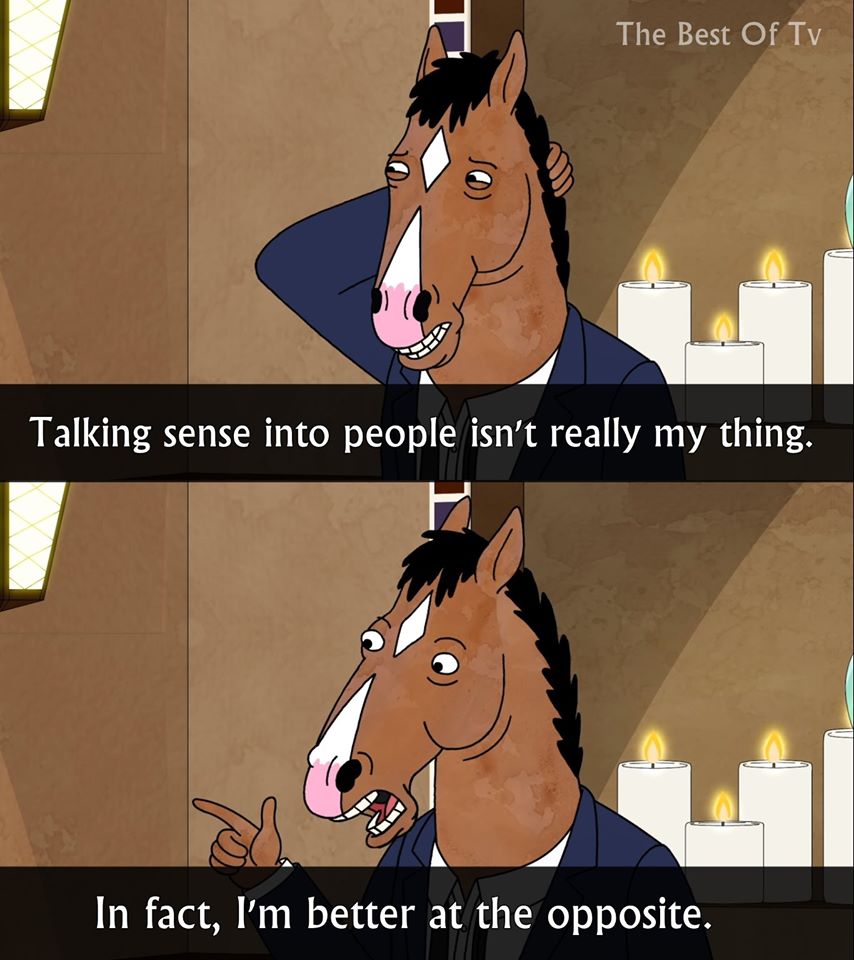 The Best Of Tv
Talking sense into people isn't really my thing.
In fact, I'm better at the opposite.